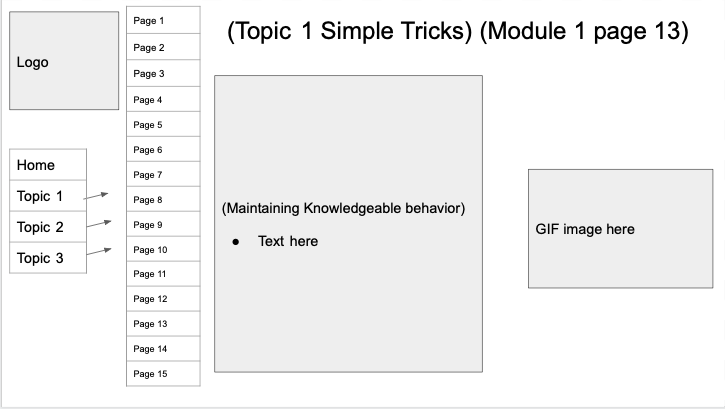 (Topic 1 Simple Tricks) (Module 1 page 13)
Logo
Home
Topic 1
Topic 2
Topic 3
Page 1
Page 2
Page 3
Page 4
Page 5
Page 6
Page 7
Page 8
Page 9
Page 10
Page 11
Page 12
Page 13
Page 14
Page 15
(Maintaining Knowledgeable behavior)
● Text here
GIF image here